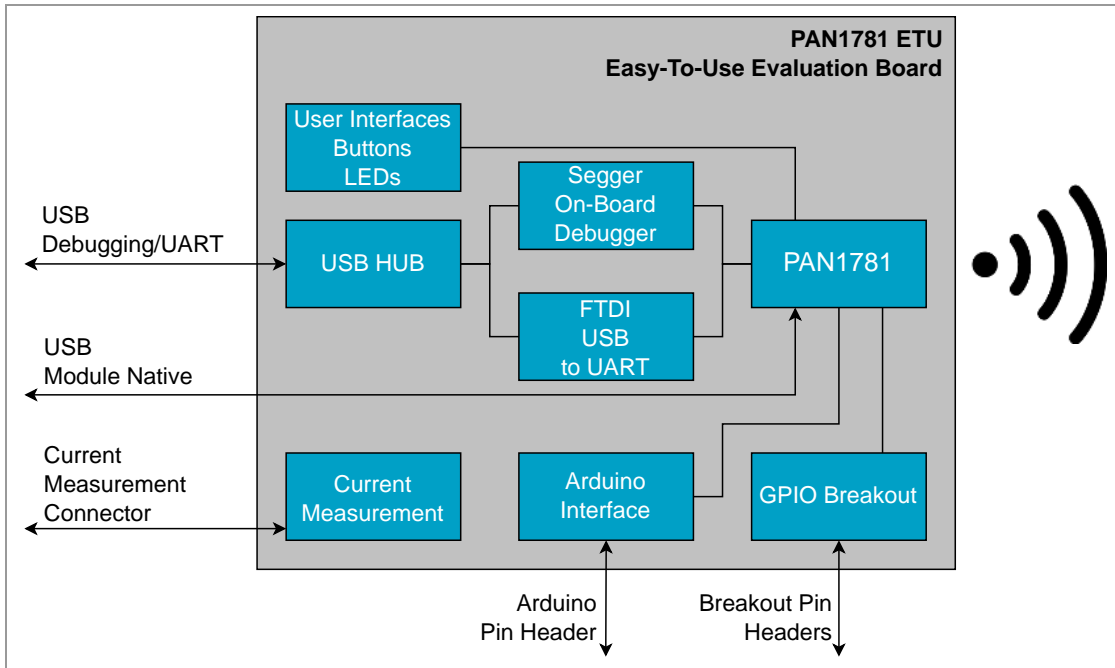 PAN1781 ETU
Easy-To-Use Evaluation Board
User Interfaces
Buttons
LEDs
Segger
On-Board
Debugger
USB
Debugging/UART
USB HUB
PAN1781
FTDI
USB
to UART
USB
Module Native
Current
Measurement
Connector
Current
Measurement
Arduino
Interface
GPIO Breakout
Arduino
Pin Header
Breakout Pin
Headers